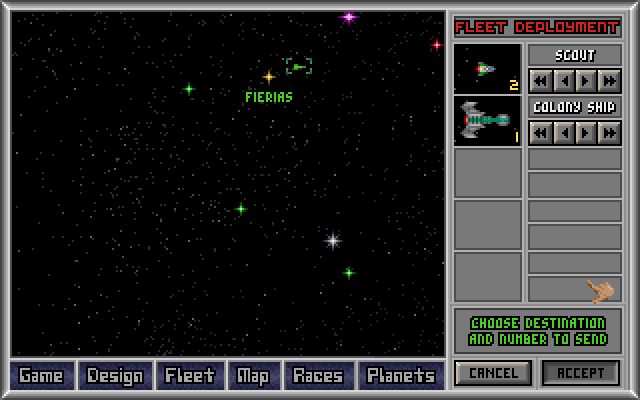 FLEET DEPLOYMENT
SCOUT
2
COLONY SHIP
1
FIERIAS
CHOOSE DESTINATION
AND NUMBER TO SEND
CANCEL
ACCEPT
Game
Design
Fleet
Map
Races
Planets